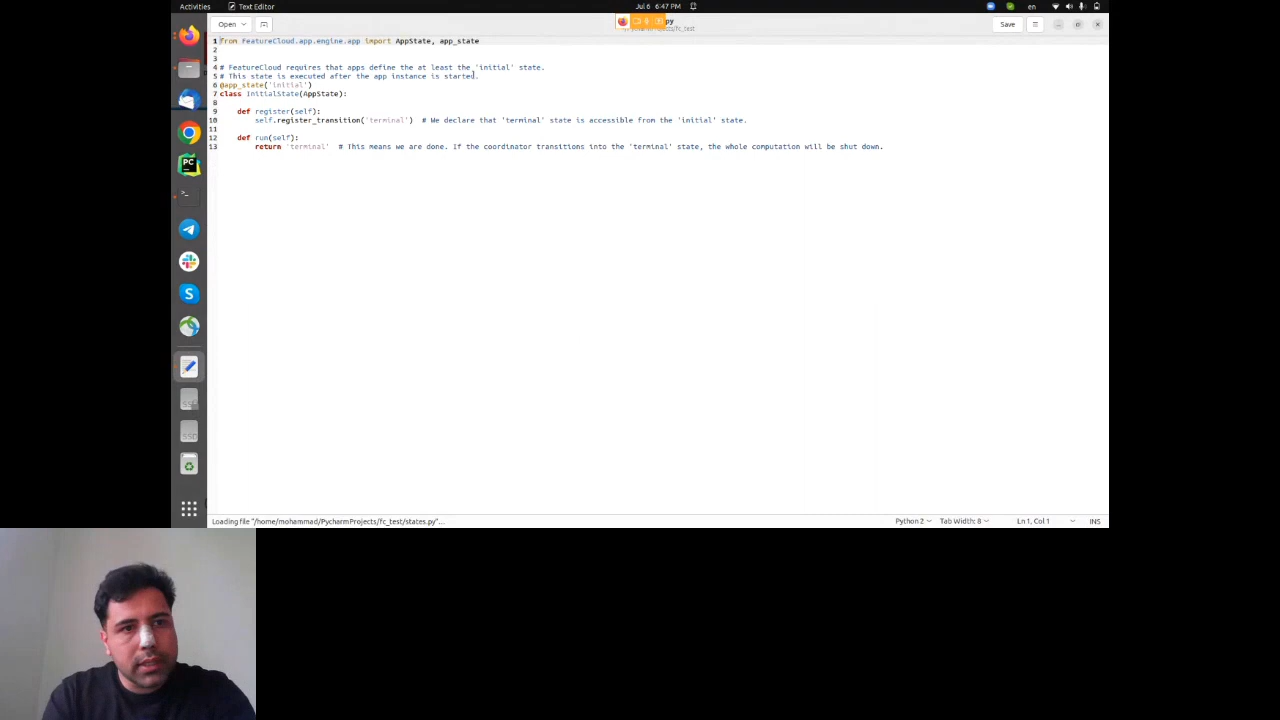 Activities
Text Editor
Jul 6 6:47 PM
en
Open
py
fc_test
Save
1 from FeatureCloud.app.engine.app import AppState, app_state
2
3
4 # FeatureCloud requires that apps define the at least the 'initial' state.
5 # This state is executed after the app instance is started.
6 @app_state('initial')
7 class InitialState(AppState):
8
9 def register(self):
10 self.register_transition('terminal') # We declare that 'terminal' state is accessible from the 'initial' state.
11
12 def run(self):
13 return 'terminal' # This means we are done. If the coordinator transitions into the 'terminal' state, the whole computation will be shut down.
PC
S
Loading file "/home/mohammad/PycharmProjects/fc_test/states.py"...
Python 2
Tab Width: 8
Ln 1, Col 1
INS